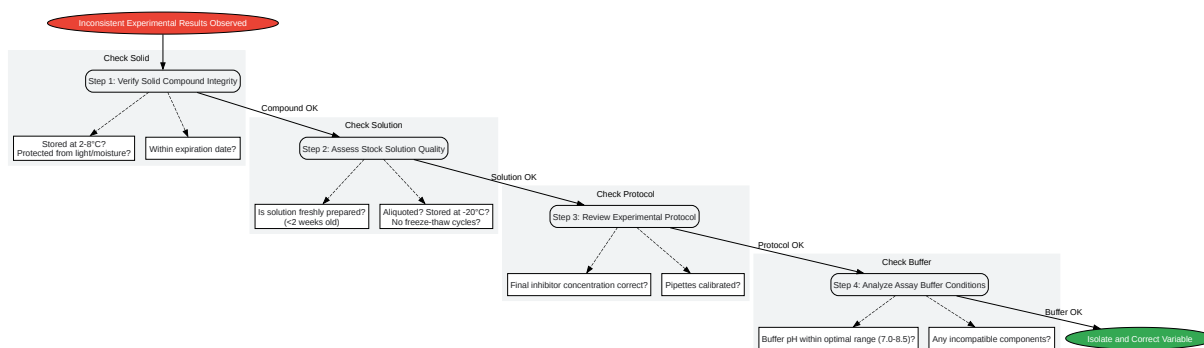 Inconsistent Experimental Results Observed
Check Solid
Step 1: Verify Solid Compound Integrity
Compound OK
Stored at 2-8°C?
Protected from light/moisture?
Within expiration date?
Check Solution
Step 2: Assess Stock Solution Quality
Solution OK
Is solution freshly prepared?
(<2 weeks old)
Aliquoted? Stored at -20°C?
No freeze-thaw cycles?
Check Protocol
Step 3: Review Experimental Protocol
Protocol OK
Final inhibitor concentration correct?
Pipettes calibrated?
Check Buffer
Step 4: Analyze Assay Buffer Conditions
Buffer OK
Buffer pH within optimal range (7.0-8.5)?
Any incompatible components?
Isolate and Correct Variable